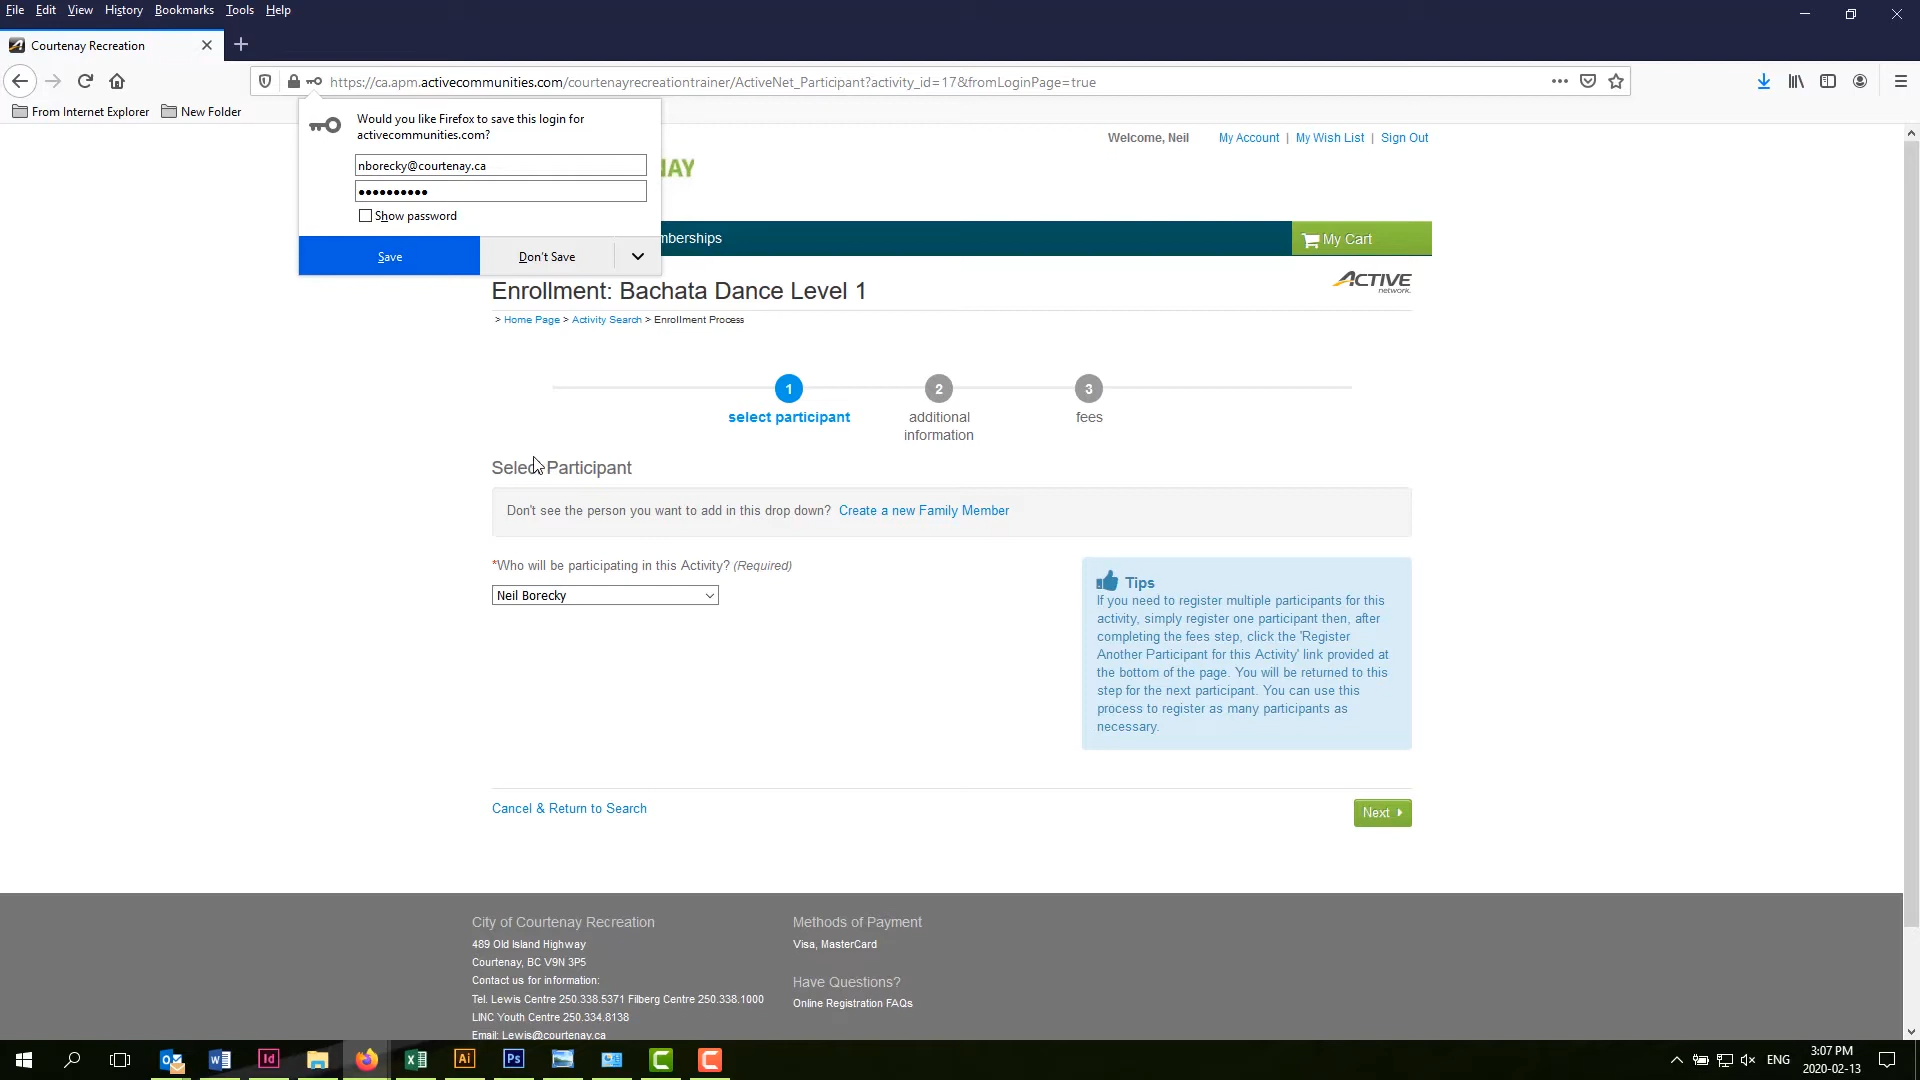 File Edit View History Bookmarks Tools Help
Courtenay Recreation
https://ca.apm.activecommunities.com/courtenayrecreationtrainer/ActiveNet_Participant?activity_id=17&fromLoginPage=true
From Internet Explorer New Folder
Would you like Firefox to save this login for
activecommunities.com?
nborecky@courtenay.ca
Show password
Save Don't Save
Welcome, Neil My Account | My Wish List | Sign Out
NAY
mberships
My Cart
Enrollment: Bachata Dance Level 1
ACTIVE
network.
> Home Page > Activity Search > Enrollment Process
1 2 3
select participant additional fees
information
Select Participant
Don't see the person you want to add in this drop down? Create a new Family Member
*Who will be participating in this Activity? (Required)
Neil Borecky
Tips
If you need to register multiple participants for this
activity, simply register one participant then, after
completing the fees step, click the 'Register
Another Participant for this Activity' link provided at
the bottom of the page. You will be returned to this
step for the next participant. You can use this
process to register as many participants as
necessary.
Cancel & Return to Search
Next
City of Courtenay Recreation
489 Old Island Highway
Courtenay, BC V9N 3P5
Contact us for information:
Tel. Lewis Centre 250.338.5371 Filberg Centre 250.338.1000
LINC Youth Centre 250.334.8138
Email: Lewis@courtenay.ca
Methods of Payment
Visa, MasterCard
Have Questions?
Online Registration FAQs
ENG
3:07 PM
2020-02-13